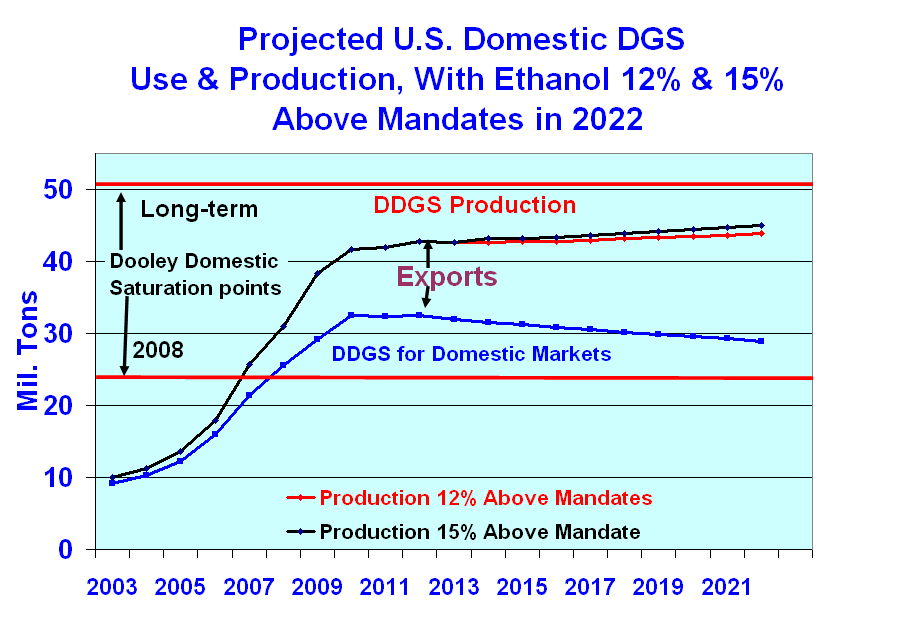 Projected U.S. Domestic DGS
Use & Production, With Ethanol 12% & 15%
Above Mandates in 2022
Mil. Tons
50
40
30
20
10
0
Long-term
DDGS Production
Dooley Domestic
Saturation points
Exports
2008
DDGS for Domestic Markets
Production 12% Above Mandates
Production 15% Above Mandate
2003 2005 2007 2009 2011 2013 2015 2017 2019 2021